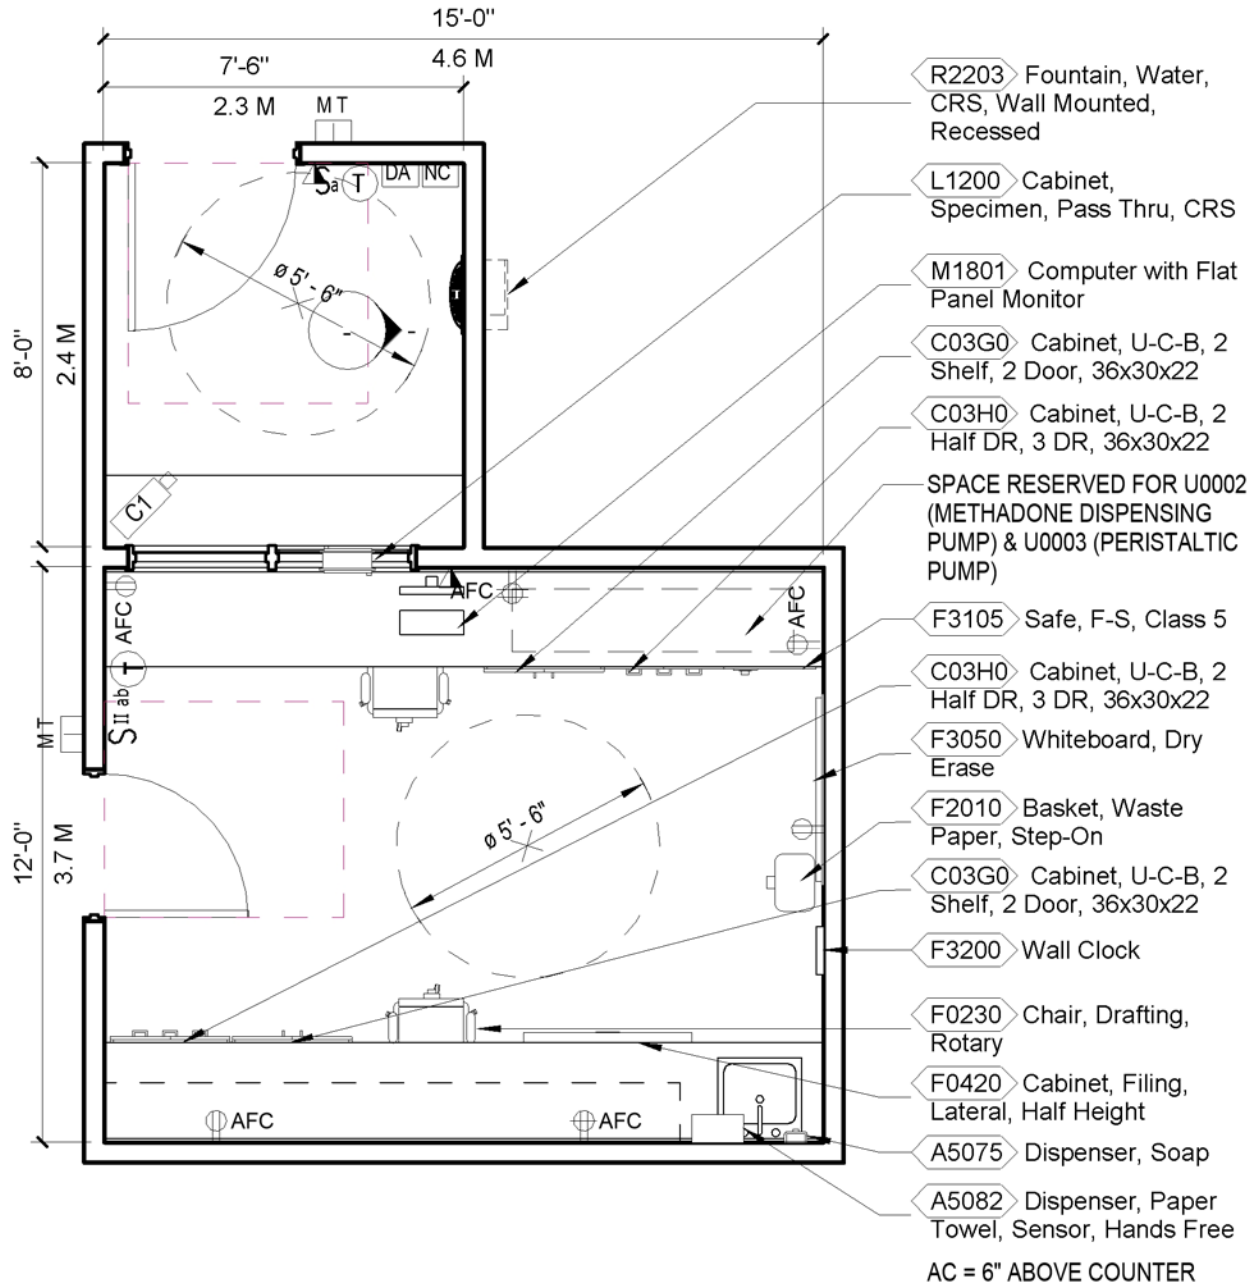 15'-0"
4.6 M
7'-6"
2.3 M
M T
Sa
T
DA
NC
ø 5' - 6"
T
8'-0"
2.4 M
C1
AFC
AFC
AFC
T
SII ab
M T
12'-0"
3.7 M
ø 5' - 6"
AFC
AFC
R2203 Fountain, Water,
CRS, Wall Mounted,
Recessed
L1200 Cabinet,
Specimen, Pass Thru, CRS
M1801 Computer with Flat
Panel Monitor
C03G0 Cabinet, U-C-B, 2
Shelf, 2 Door, 36x30x22
C03H0 Cabinet, U-C-B, 2
Half DR, 3 DR, 36x30x22
SPACE RESERVED FOR U0002
(METHADONE DISPENSING
PUMP) & U0003 (PERISTALTIC
PUMP)
F3105 Safe, F-S, Class 5
C03H0 Cabinet, U-C-B, 2
Half DR, 3 DR, 36x30x22
F3050 Whiteboard, Dry
Erase
F2010 Basket, Waste
Paper, Step-On
C03G0 Cabinet, U-C-B, 2
Shelf, 2 Door, 36x30x22
F3200 Wall Clock
F0230 Chair, Drafting,
Rotary
F0420 Cabinet, Filing,
Lateral, Half Height
A5075 Dispenser, Soap
A5082 Dispenser, Paper
Towel, Sensor, Hands Free
AC = 6" ABOVE COUNTER